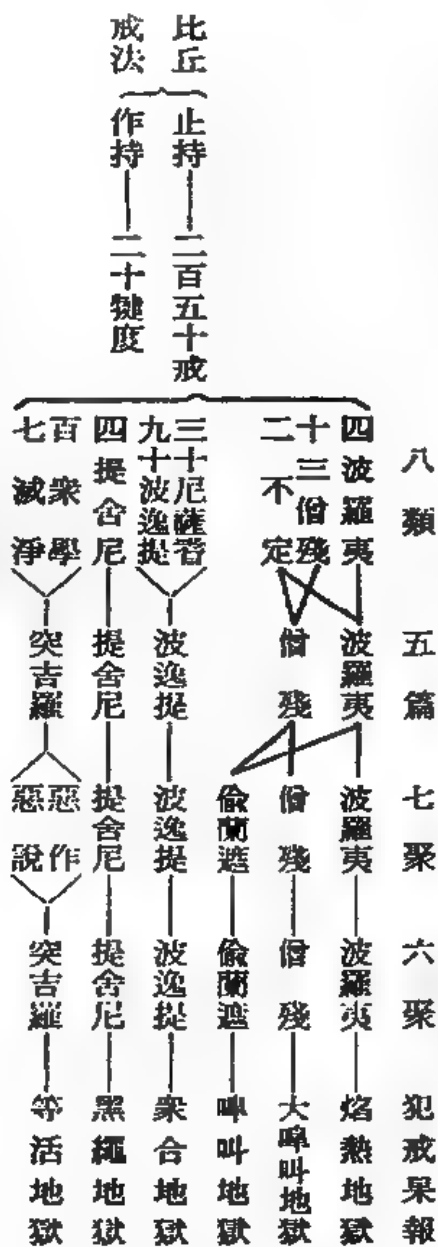 比丘
戒法
止持
作持
二百五十戒
二十犍度
八類
五篇
七聚
六聚
犯戒果報
四波羅夷
十三僧殘
二不定
三十尼薩耆
九十波逸提
四提舍尼
百衆學
七滅淨
波羅夷
僧殘
波逸提
提舍尼
突吉羅
波羅夷
僧殘
偷蘭遮
波逸提
提舍尼
惡作
惡說
波羅夷
僧殘
偷蘭遮
波逸提
提舍尼
突吉羅
焰熱地獄
大嘷叫地獄
嘷叫地獄
衆合地獄
黑繩地獄
等活地獄